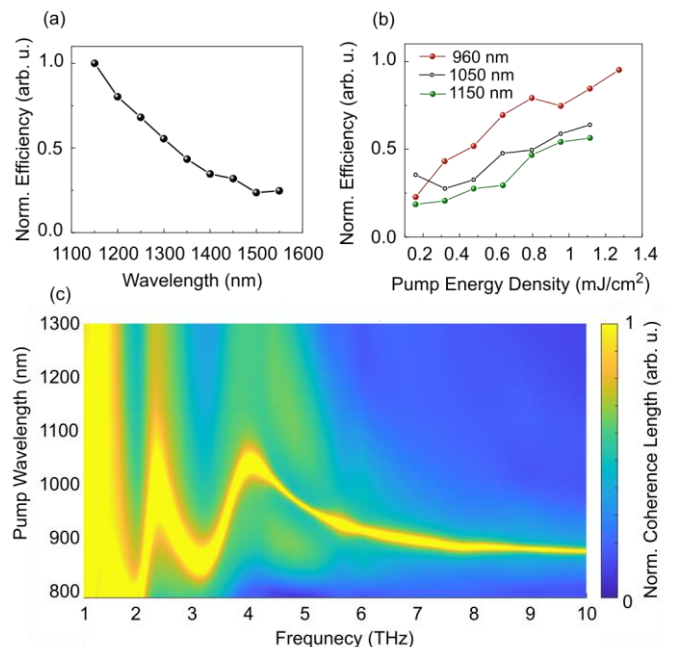 (a)
Norm. Efficiency (arb. u.)
1.0
0.5
0.0
1100 1200 1300 1400 1500 1600
Wavelength (nm)
(b)
Norm. Efficiency (arb. u.)
1.0
0.5
0.0
960 nm
1050 nm
1150 nm
0.2 0.4 0.6 0.8 1 1.2 1.4
Pump Energy Density (mJ/cm²)
(c)
Pump Wavelength (nm)
1300
1200
1100
1000
900
800
1 2 3 4 5 6 7 8 9 10
Frequnecy (THz)
1
0
Norm. Coherence Length (arb. u.)